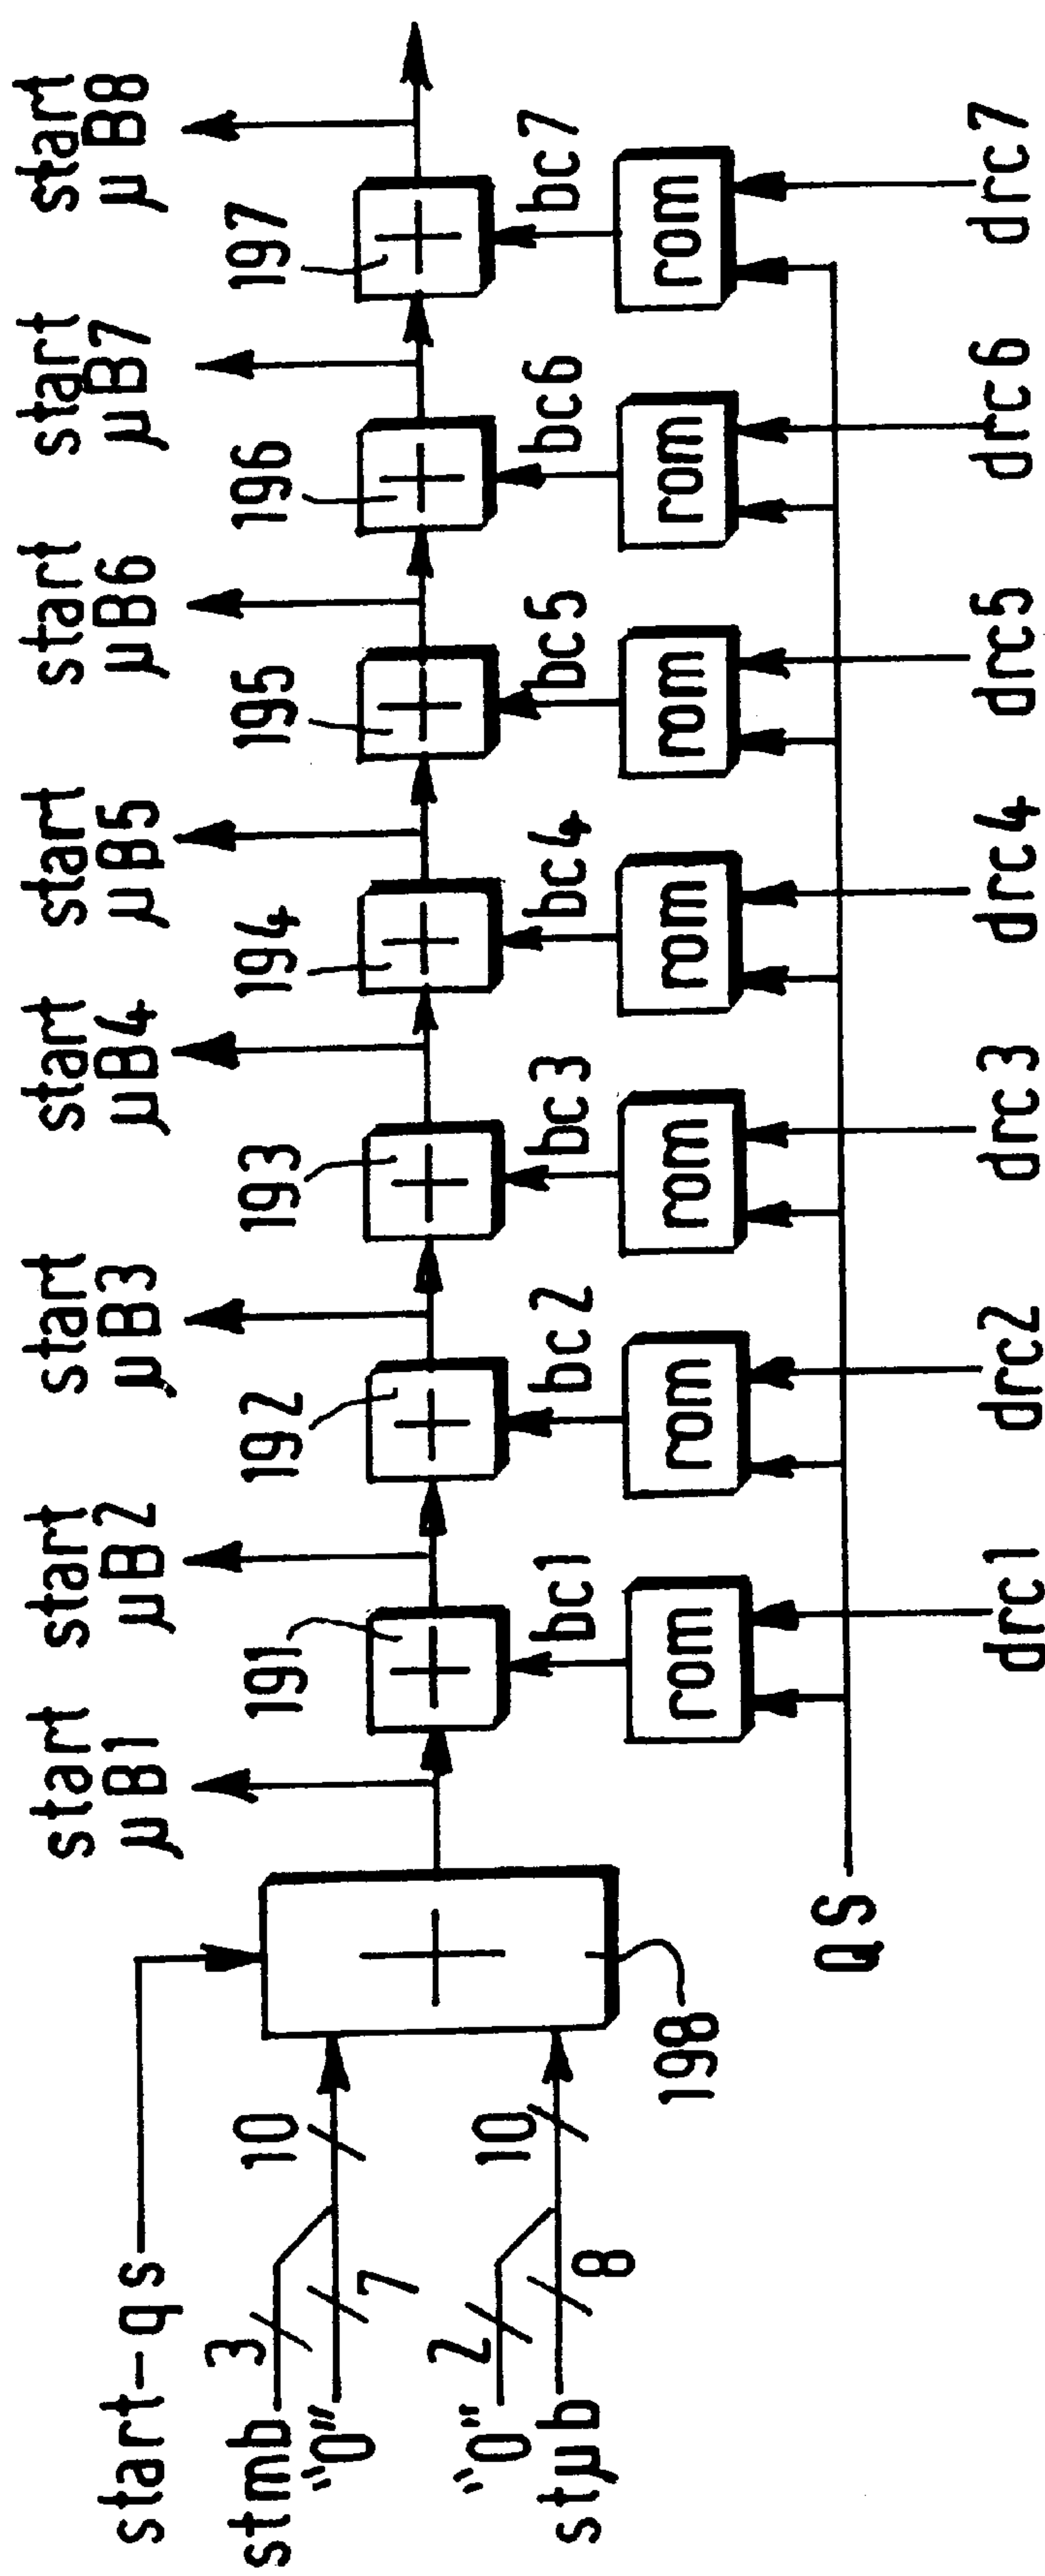 start
µB1
start
µB2
start
µB3
start
µB4
start
µB5
start
µB6
start
µB7
start
µB8
191
192
193
194
195
196
197
start-qs
stmb
3
10
"0"
7
"0"
2
10
stµb
8
198
bc1
bc2
bc3
bc4
bc5
bc6
bc7
rom
rom
rom
rom
rom
rom
rom
QS
drc1
drc2
drc3
drc4
drc5
drc6
drc7